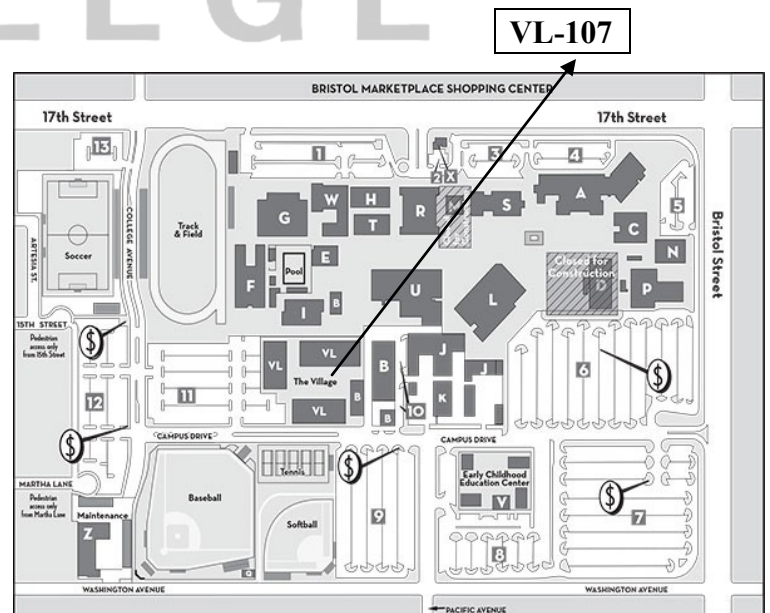 LEGE
VL-107
BRISTOL MARKETPLACE SHOPPING CENTER
17th Street
17th Street
13
1
2
X
3
4
5
COLLEGE AVENUE
ARTESIA ST.
Soccer
Track
& Field
G
W
H
T
R
M
S
A
C
N
Bristol Street
F
Pool
E
I
B
U
L
Closed for
Construction
D
P
15TH STREET
Pedestrian
access only
from 15th Street
$
12
11
VL
VL
The Village
VL
B
B
B
10
J
J
K
6
$
$
CAMPUS DRIVE
CAMPUS DRIVE
MARTHA LANE
Pedestrian
access only
from Martha Lane
Maintenance
Z
Baseball
Tennis
Softball
Q
$
9
Early Childhood
Education Center
V
8
$
7
WASHINGTON AVENUE
WASHINGTON AVENUE
PACIFIC AVENUE